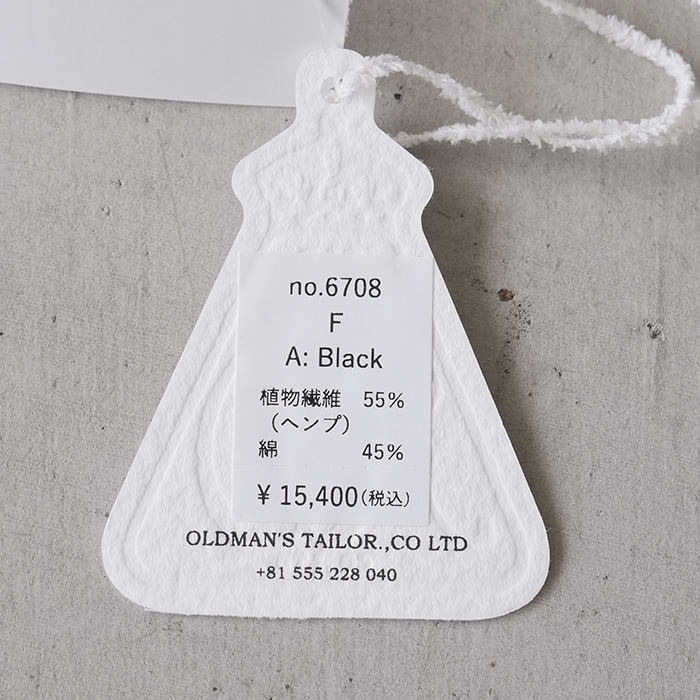 no.6708
F
A: Black
植物繊維 55%
（ヘンプ）
綿 45%
¥ 15,400(税込)
OLDMAN'S TAILOR.,CO LTD
+81 555 228 040